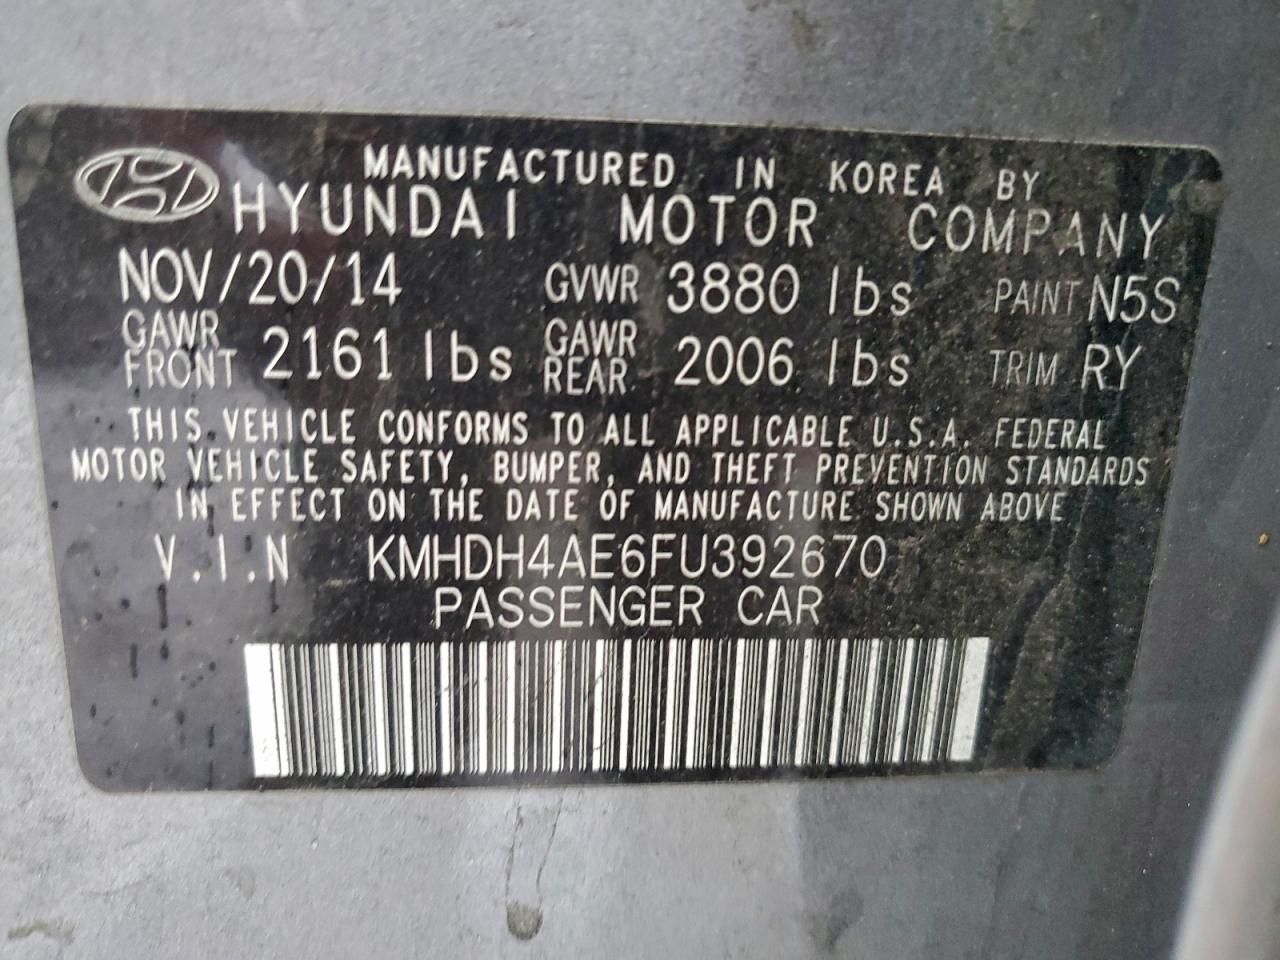 MANUFACTURED IN KOREA BY
HYUNDAI MOTOR COMPANY
NOV/20/14 GVWR 3880 lbs PAINT N5S
GAWR FRONT 2161 lbs GAWR REAR 2006 lbs TRIM RY
THIS VEHICLE CONFORMS TO ALL APPLICABLE U.S.A. FEDERAL
MOTOR VEHICLE SAFETY, BUMPER, AND THEFT PREVENTION STANDARDS
IN EFFECT ON THE DATE OF MANUFACTURE SHOWN ABOVE
V.I.N KMHDH4AE6FU392670
PASSENGER CAR